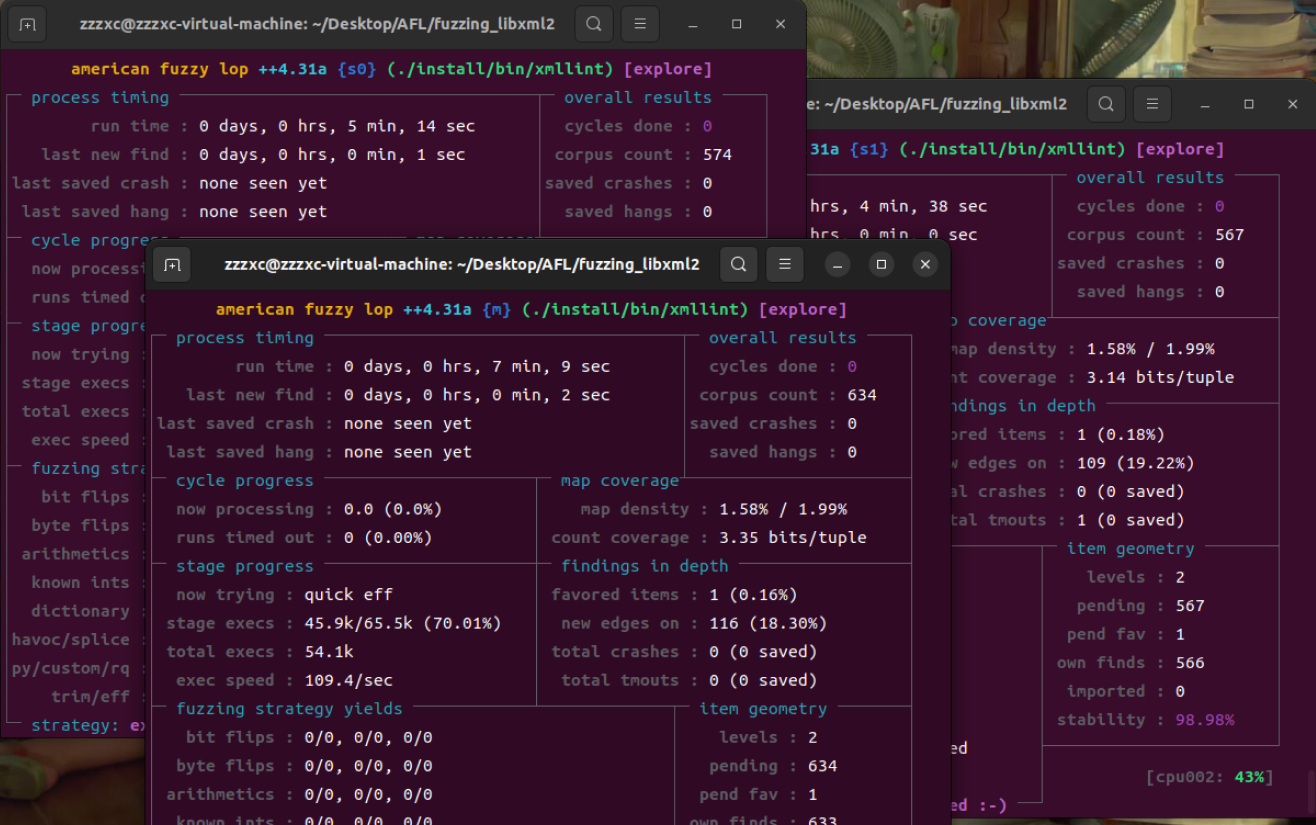 zzzxc@zzzxc-virtual-machine: ~/Desktop/AFL/fuzzing_libxml2
american fuzzy lop ++4.31a {s0} (./install/bin/xmllint) [explore]
process timing
overall results
run time : 0 days, 0 hrs, 5 min, 14 sec
cycles done : 0
last new find : 0 days, 0 hrs, 0 min, 1 sec
corpus count : 574
last saved crash : none seen yet
saved crashes : 0
last saved hang : none seen yet
saved hangs : 0
cycle progress
now processi
runs timed o
stage progre
now trying :
stage execs :
total execs :
exec speed :
fuzzing stra
bit flips :
byte flips :
arithmetics :
known ints :
dictionary :
havoc/splice :
py/custom/rq :
trim/eff :
strategy: ex
e: ~/Desktop/AFL/fuzzing_libxml2
31a {s1} (./install/bin/xmllint) [explore]
overall results
hrs, 4 min, 38 sec
cycles done : 0
hrs, 0 min, 0 sec
corpus count : 567
saved crashes : 0
saved hangs : 0
p coverage
map density : 1.58% / 1.99%
nt coverage : 3.14 bits/tuple
ndings in depth
ored items : 1 (0.18%)
w edges on : 109 (19.22%)
al crashes : 0 (0 saved)
tal tmouts : 1 (0 saved)
item geometry
levels : 2
pending : 567
pend fav : 1
own finds : 566
imported : 0
stability : 98.98%
ed
[cpu002: 43%]
ed :-)
zzzxc@zzzxc-virtual-machine: ~/Desktop/AFL/fuzzing_libxml2
american fuzzy lop ++4.31a {m} (./install/bin/xmllint) [explore]
process timing
overall results
run time : 0 days, 0 hrs, 7 min, 9 sec
cycles done : 0
last new find : 0 days, 0 hrs, 0 min, 2 sec
corpus count : 634
last saved crash : none seen yet
saved crashes : 0
last saved hang : none seen yet
saved hangs : 0
cycle progress
map coverage
now processing : 0.0 (0.0%)
map density : 1.58% / 1.99%
runs timed out : 0 (0.00%)
count coverage : 3.35 bits/tuple
stage progress
findings in depth
now trying : quick eff
favored items : 1 (0.16%)
stage execs : 45.9k/65.5k (70.01%)
new edges on : 116 (18.30%)
total execs : 54.1k
total crashes : 0 (0 saved)
exec speed : 109.4/sec
total tmouts : 0 (0 saved)
fuzzing strategy yields
item geometry
bit flips : 0/0, 0/0, 0/0
levels : 2
byte flips : 0/0, 0/0, 0/0
pending : 634
arithmetics : 0/0, 0/0, 0/0
pend fav : 1
known ints : 0/0, 0/0, 0/0
own finds : 633